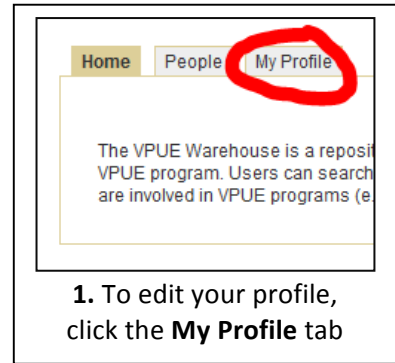 Home People My Profile
The VPUE Warehouse is a reposit
VPUE program. Users can search
are involved in VPUE programs (e.
1. To edit your profile,
click the My Profile tab